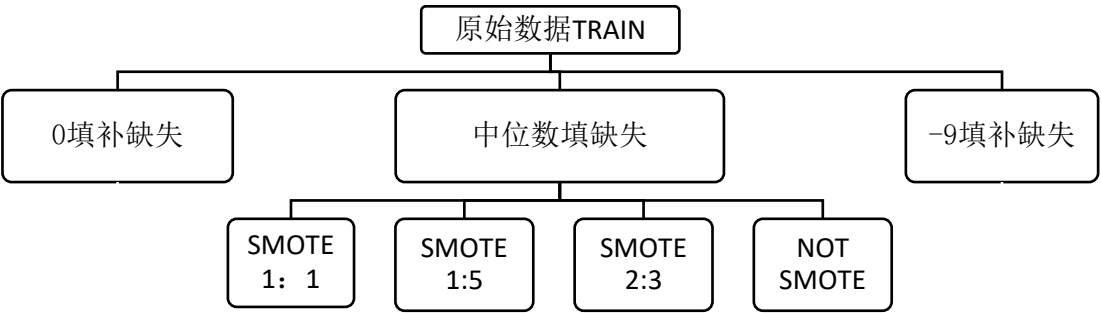 原始数据TRAIN
0填补缺失
中位数填缺失
-9填补缺失
SMOTE
1：1
SMOTE
1:5
SMOTE
2:3
NOT
SMOTE